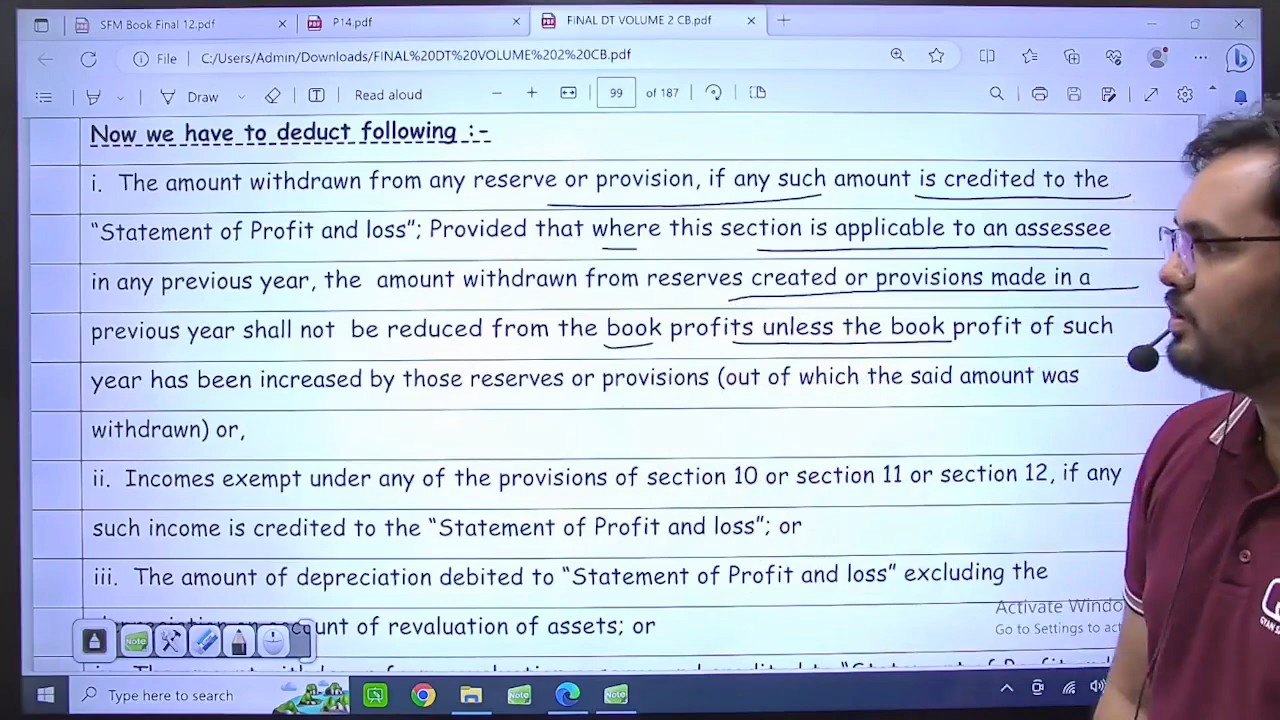 SFM Book Final 12.pdf
P14.pdf
FINAL DT VOLUME 2 CB.pdf
File
C:/Users/Admin/Downloads/FINAL%20DT%20VOLUME%202%20CB.pdf
Draw
Read aloud
99 of 187
Now we have to deduct following :-
i. The amount withdrawn from any reserve or provision, if any such amount is credited to the
“Statement of Profit and loss”; Provided that where this section is applicable to an assessee
in any previous year, the amount withdrawn from reserves created or provisions made in a
previous year shall not be reduced from the book profits unless the book profit of such
year has been increased by those reserves or provisions (out of which the said amount was
withdrawn) or,
ii. Incomes exempt under any of the provisions of section 10 or section 11 or section 12, if any
such income is credited to the “Statement of Profit and loss”; or
iii. The amount of depreciation debited to “Statement of Profit and loss” excluding the
of revaluation of assets; or
Activate Windo
Go to Settings to act
Type here to search